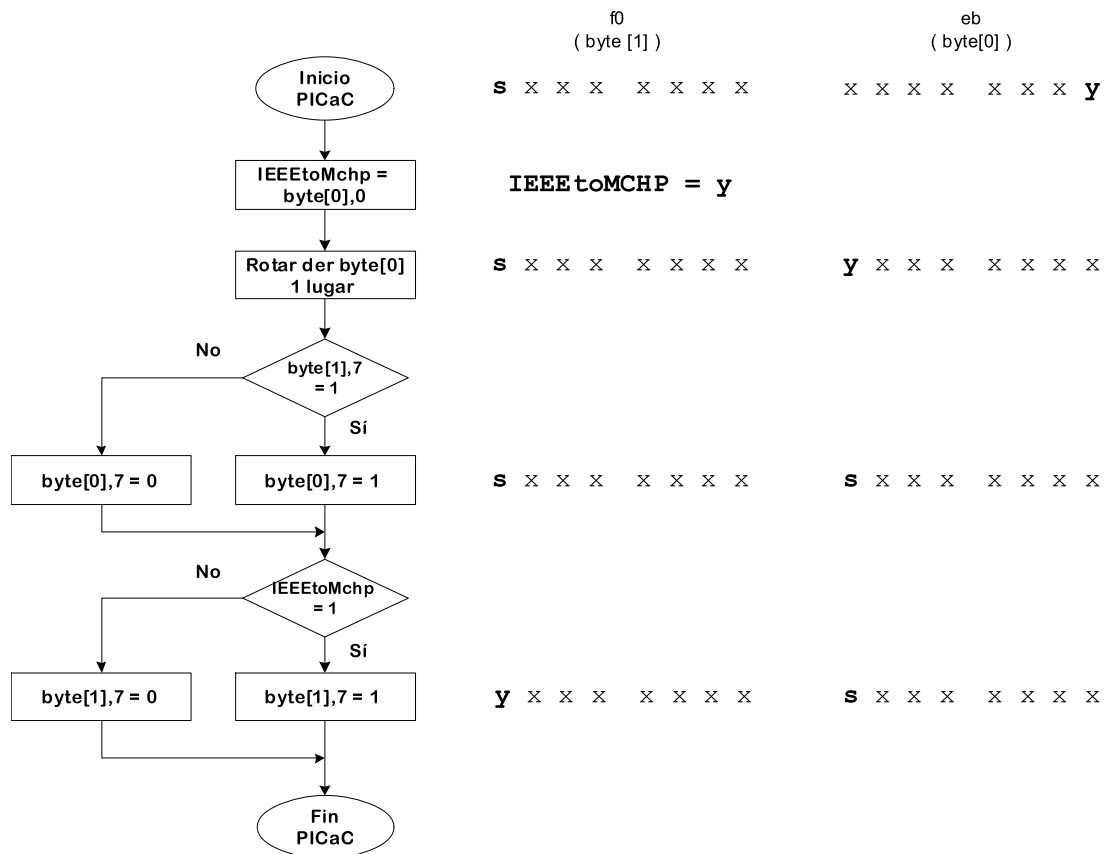 f0
( byte [1] )
eb
( byte[0] )
Inicio
PICaC
s x x x x x x x
x x x x x x x y
IEEEtoMchp =
byte[0],0
IEEEtoMCHP = y
Rotar der byte[0]
1 lugar
s x x x x x x x
y x x x x x x x
No
byte[1],7
= 1
Sí
byte[0],7 = 0
byte[0],7 = 1
s x x x x x x x
s x x x x x x x
No
IEEEtoMchp
= 1
Sí
byte[1],7 = 0
byte[1],7 = 1
y x x x x x x x
s x x x x x x x
Fin
PICaC